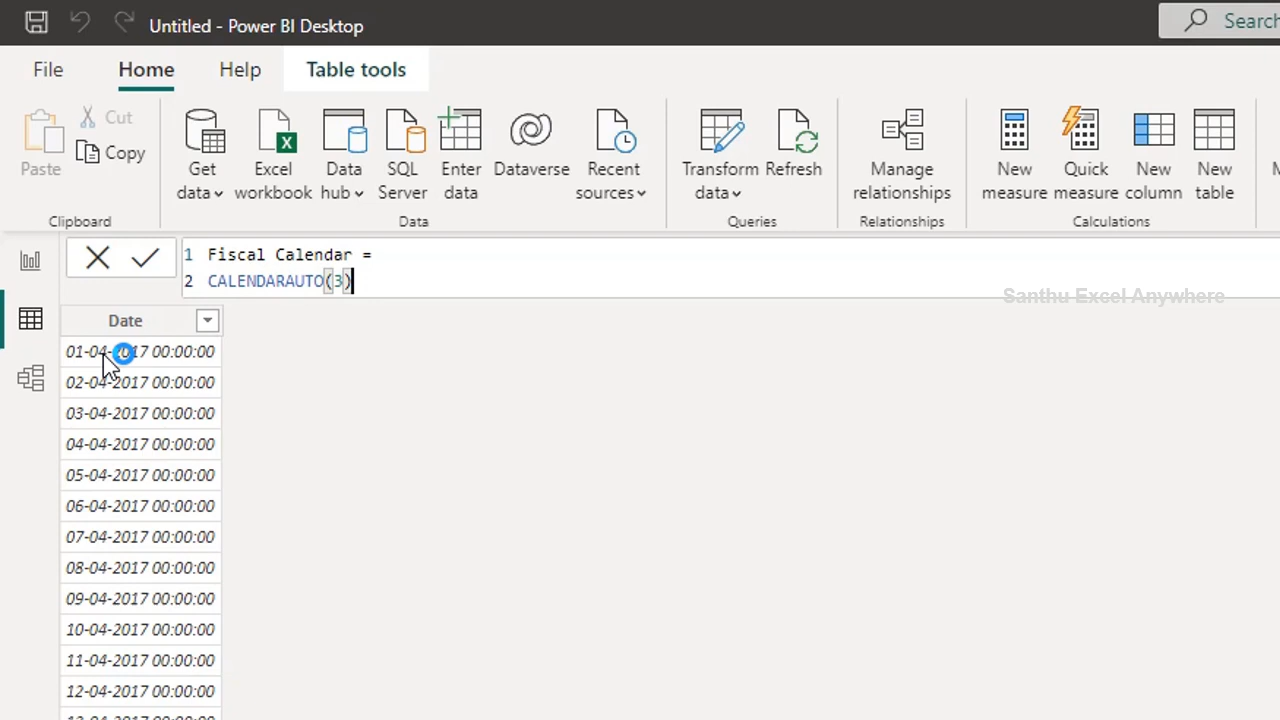 Untitled - Power BI Desktop
Search
File
Home
Help
Table tools
Paste
Cut
Copy
Clipboard
Get data
Excel workbook
Data hub
SQL Server
Enter data
Dataverse
Recent sources
Data
Transform data
Refresh
Queries
Manage relationships
Relationships
New measure
Quick measure
New column
New table
Calculations
1 Fiscal Calendar =
2 CALENDARAUTO(3)
Santhu Excel Anywhere
Date
01-04-2017 00:00:00
02-04-2017 00:00:00
03-04-2017 00:00:00
04-04-2017 00:00:00
05-04-2017 00:00:00
06-04-2017 00:00:00
07-04-2017 00:00:00
08-04-2017 00:00:00
09-04-2017 00:00:00
10-04-2017 00:00:00
11-04-2017 00:00:00
12-04-2017 00:00:00